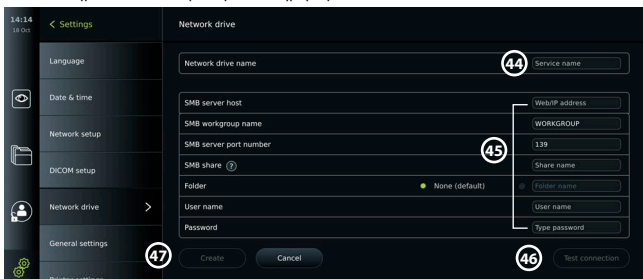 14:14
18 Oct
Settings
Network drive
Language
Network drive name
44
Service name
Date & time
SMB server host
Web/IP address
Network setup
SMB workgroup name
WORKGROUP
SMB server port number
45
139
DICOM setup
SMB share ?
Share name
Folder
None (default)
Folder name
Network drive
User name
User name
Password
Type password
General settings
47
Create
Cancel
46
Test connection
Printer settings